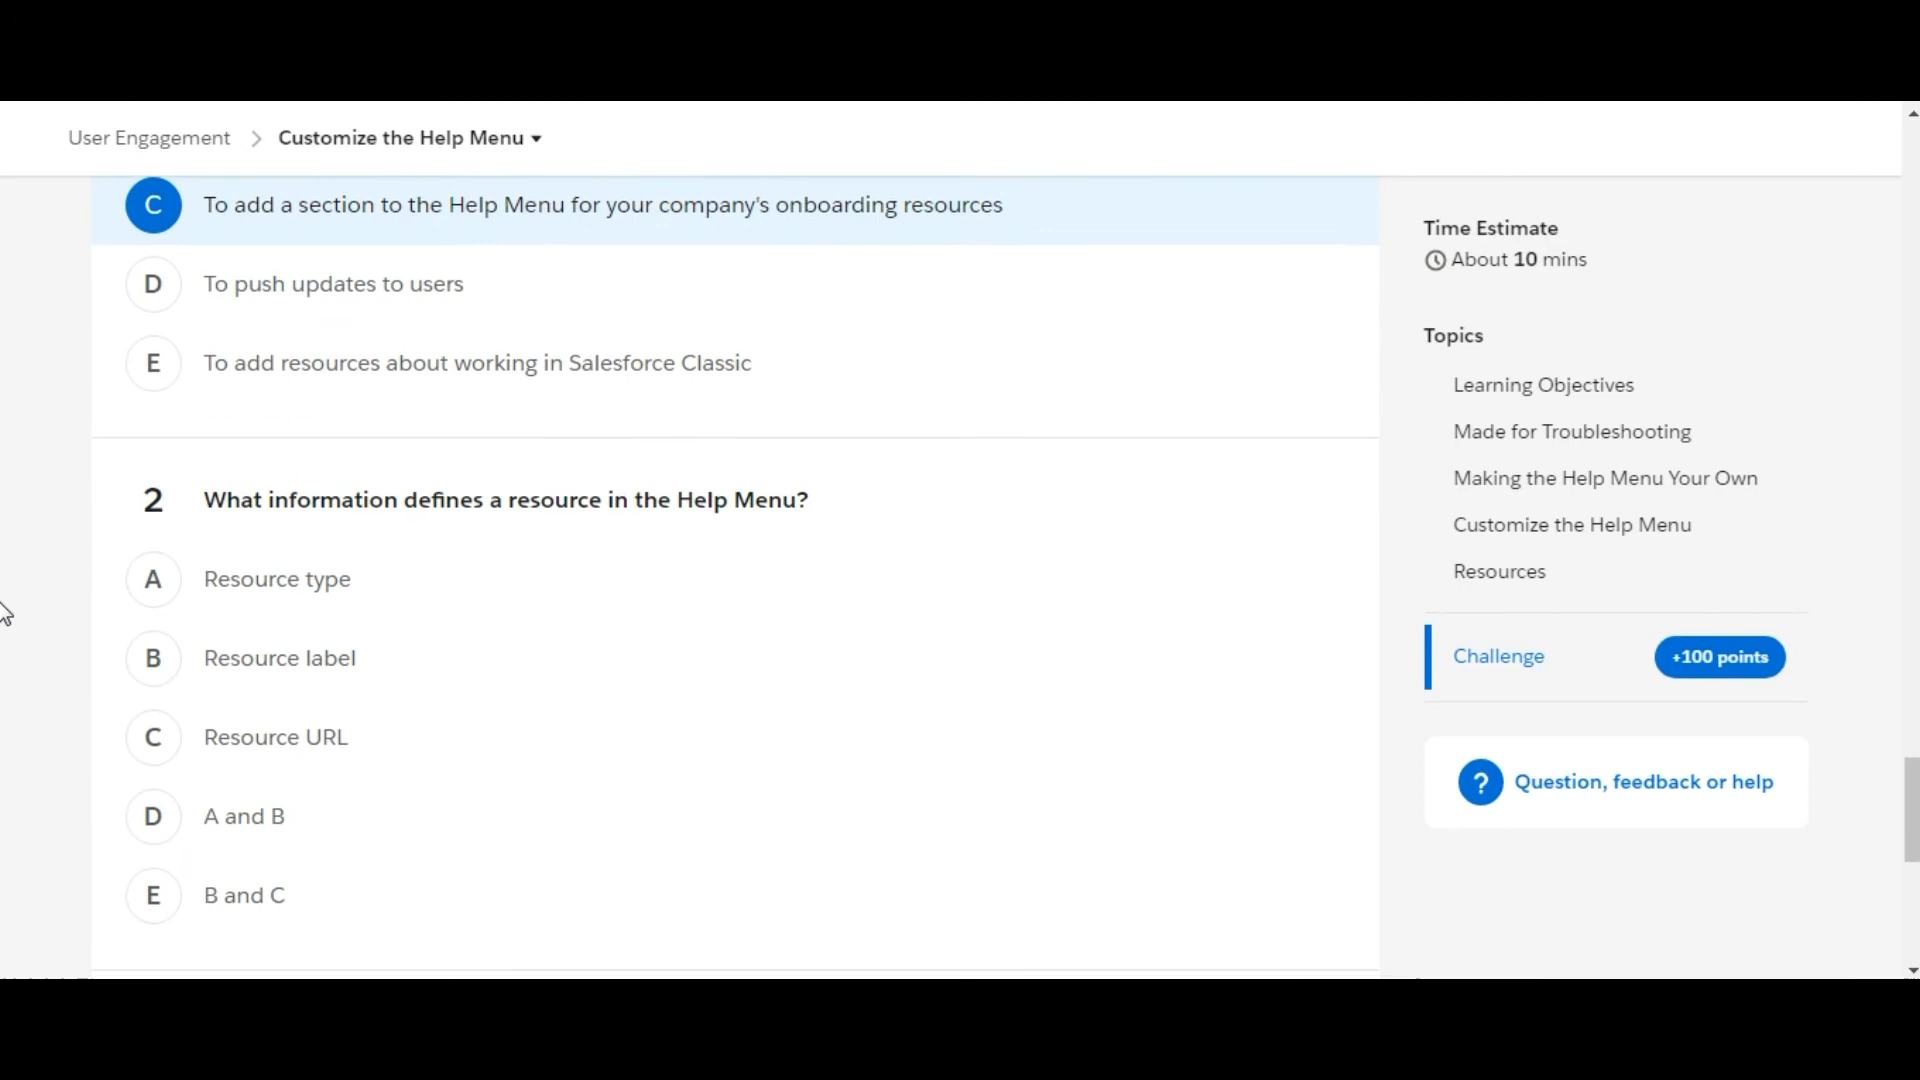 User Engagement > Customize the Help Menu
C To add a section to the Help Menu for your company's onboarding resources
D To push updates to users
E To add resources about working in Salesforce Classic
2 What information defines a resource in the Help Menu?
A Resource type
B Resource label
C Resource URL
D A and B
E B and C
Time Estimate
About 10 mins
Topics
Learning Objectives
Made for Troubleshooting
Making the Help Menu Your Own
Customize the Help Menu
Resources
Challenge +100 points
? Question, feedback or help